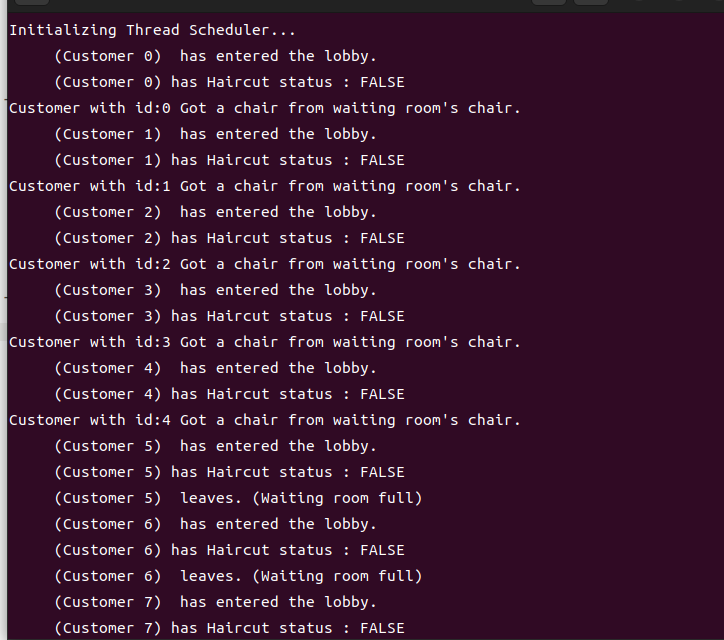 Initializing Thread Scheduler...
(Customer 0)  has entered the lobby.
(Customer 0) has Haircut status : FALSE
Customer with id:0 Got a chair from waiting room's chair.
(Customer 1)  has entered the lobby.
(Customer 1) has Haircut status : FALSE
Customer with id:1 Got a chair from waiting room's chair.
(Customer 2)  has entered the lobby.
(Customer 2) has Haircut status : FALSE
Customer with id:2 Got a chair from waiting room's chair.
(Customer 3)  has entered the lobby.
(Customer 3) has Haircut status : FALSE
Customer with id:3 Got a chair from waiting room's chair.
(Customer 4)  has entered the lobby.
(Customer 4) has Haircut status : FALSE
Customer with id:4 Got a chair from waiting room's chair.
(Customer 5)  has entered the lobby.
(Customer 5) has Haircut status : FALSE
(Customer 5)  leaves. (Waiting room full)
(Customer 6)  has entered the lobby.
(Customer 6) has Haircut status : FALSE
(Customer 6)  leaves. (Waiting room full)
(Customer 7)  has entered the lobby.
(Customer 7) has Haircut status : FALSE